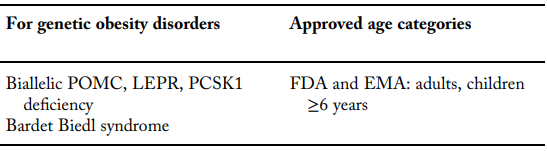 For genetic obesity disorders Approved age categories
Biallelic POMC, LEPR, PCSK1 FDA and EMA: adults, children
deficiency ≥6 years
Bardet Biedl syndrome